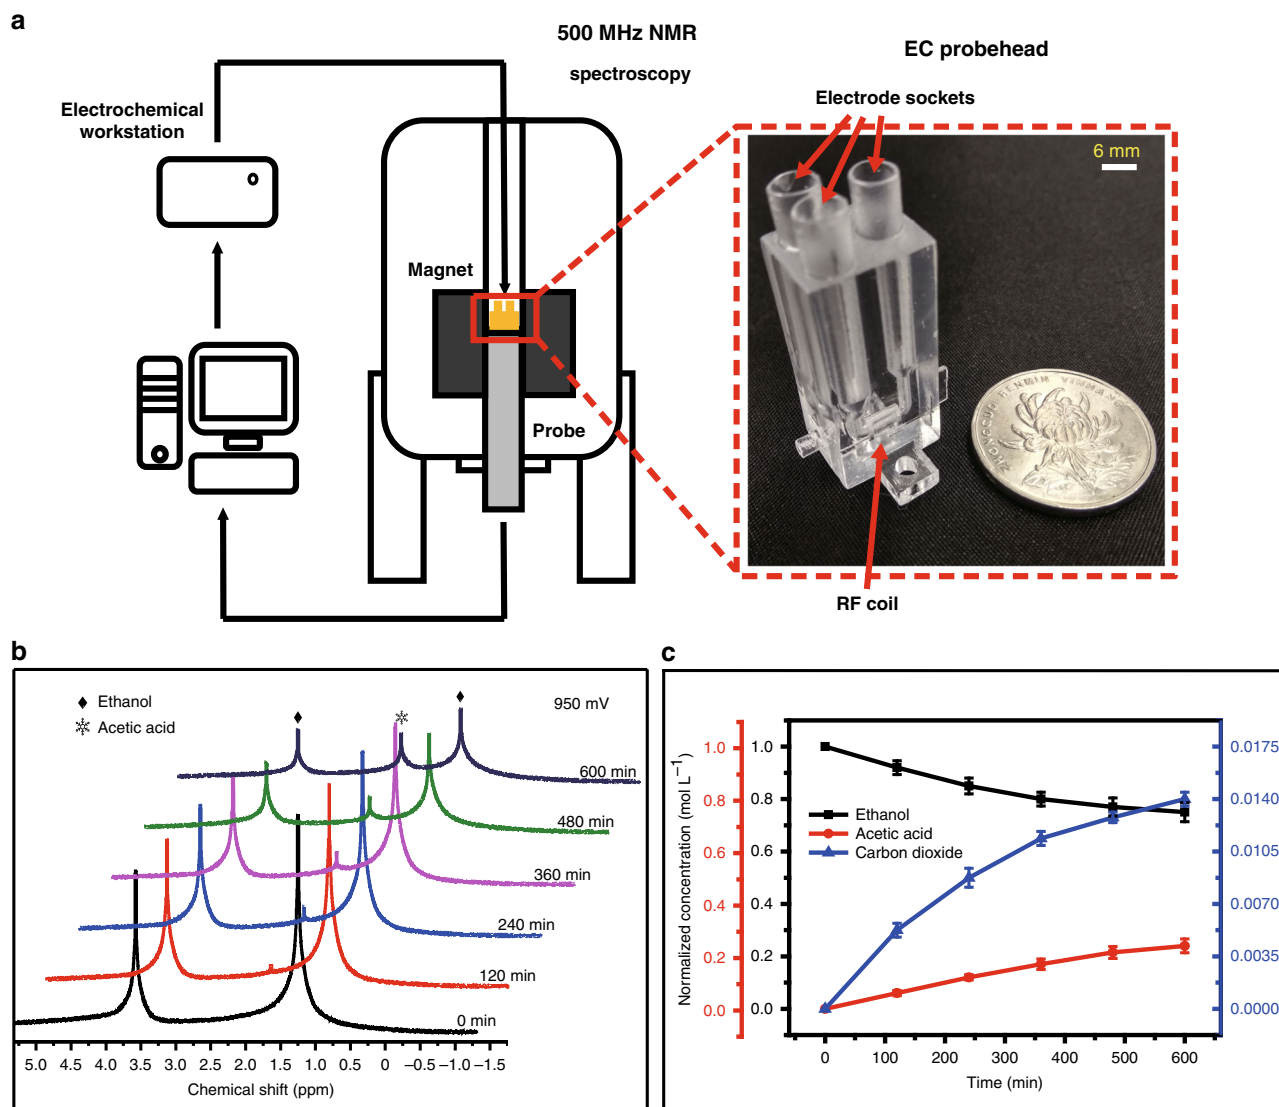 a
500 MHz NMR
spectroscopy
EC probehead
Electrochemical
workstation
Electrode sockets
6 mm
Magnet
Probe
ZHONGGUO RENMIN YINHANG
RF coil
b
♦ Ethanol
950 mV
Acetic acid
600 min
480 min
360 min
240 min
120 min
0 min
5.0 4.5 4.0 3.5 3.0 2.5 2.0 1.5 1.0 0.5 0 –0.5 –1.0 –1.5
Chemical shift (ppm)
c
Normalized concentration (mol L⁻¹)
1.0 1.0 0.0175
0.8 0.8 0.0140
Ethanol
Acetic acid
Carbon dioxide
0.6 0.6 0.0105
0.4 0.4 0.0070
0.2 0.2 0.0035
0.0 0.0 0.0000
0 100 200 300 400 500 600
Time (min)